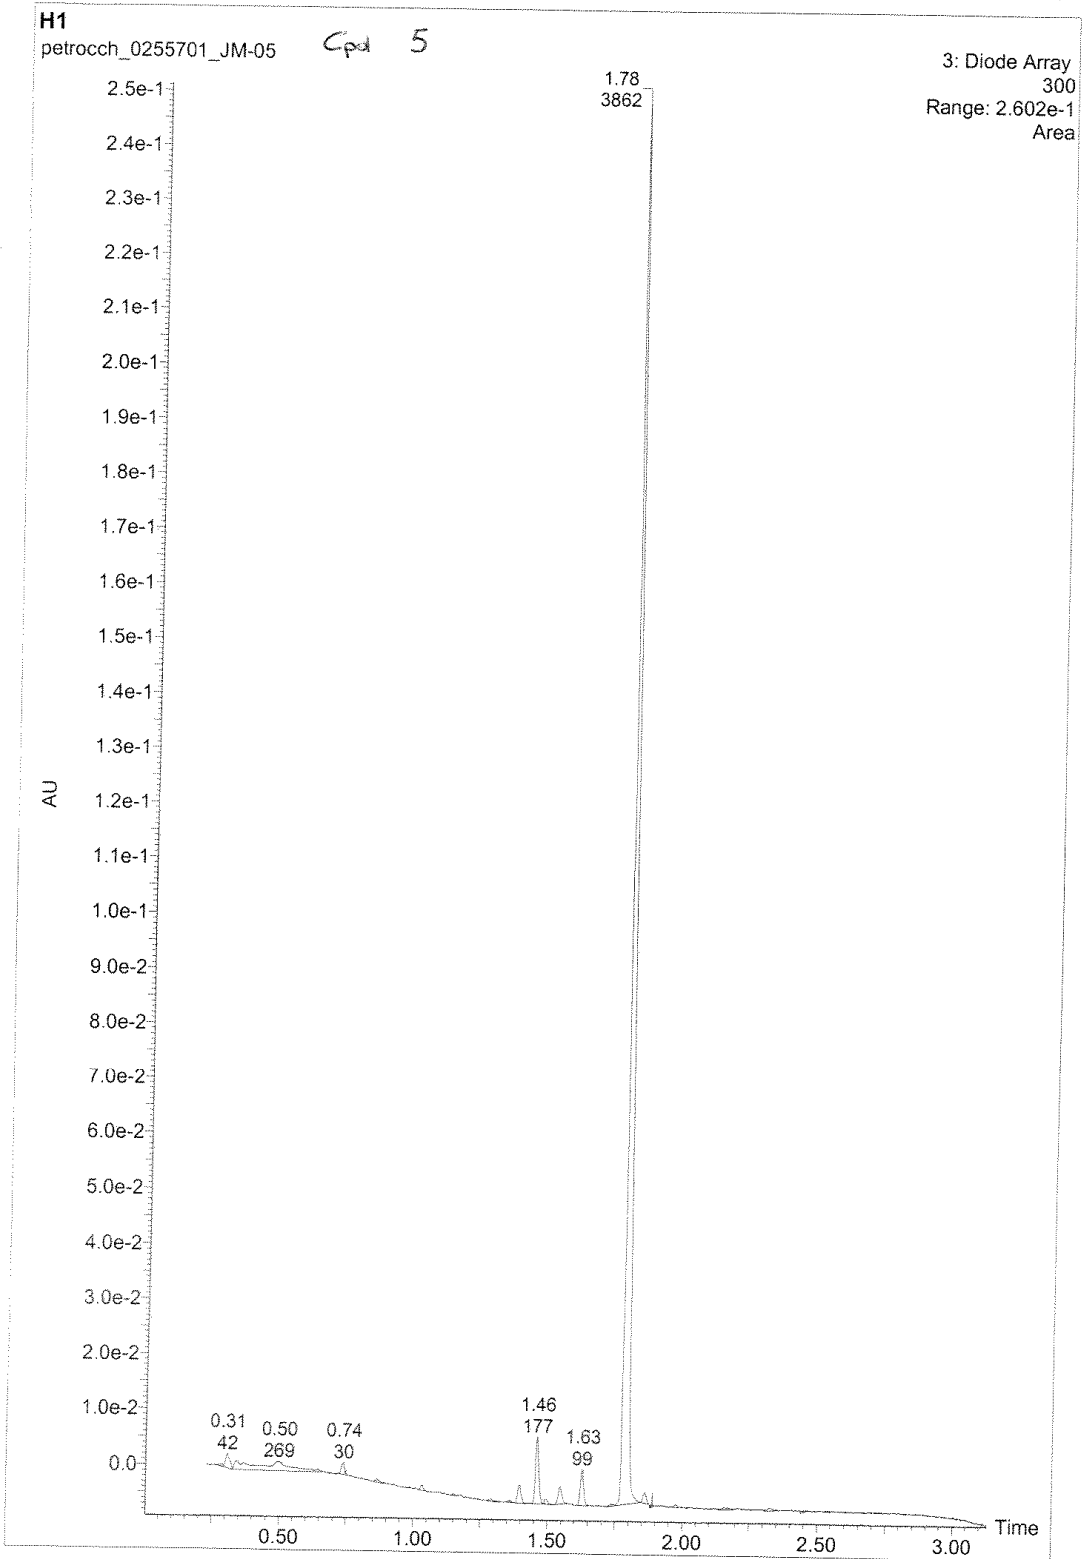 H1
petrocch_0255701_JM-05 Cpd 5
3: Diode Array
300
Range: 2.602e-1
Area
1.78
3862
2.5e-1
2.4e-1
2.3e-1
2.2e-1
2.1e-1
2.0e-1
1.9e-1
1.8e-1
1.7e-1
1.6e-1
1.5e-1
1.4e-1
1.3e-1
AU
1.2e-1
1.1e-1
1.0e-1
9.0e-2
8.0e-2
7.0e-2
6.0e-2
5.0e-2
4.0e-2
3.0e-2
2.0e-2
1.0e-2
0.0
0.31
42
0.50
269
0.74
30
1.46
177
1.63
99
0.50 1.00 1.50 2.00 2.50 3.00 Time